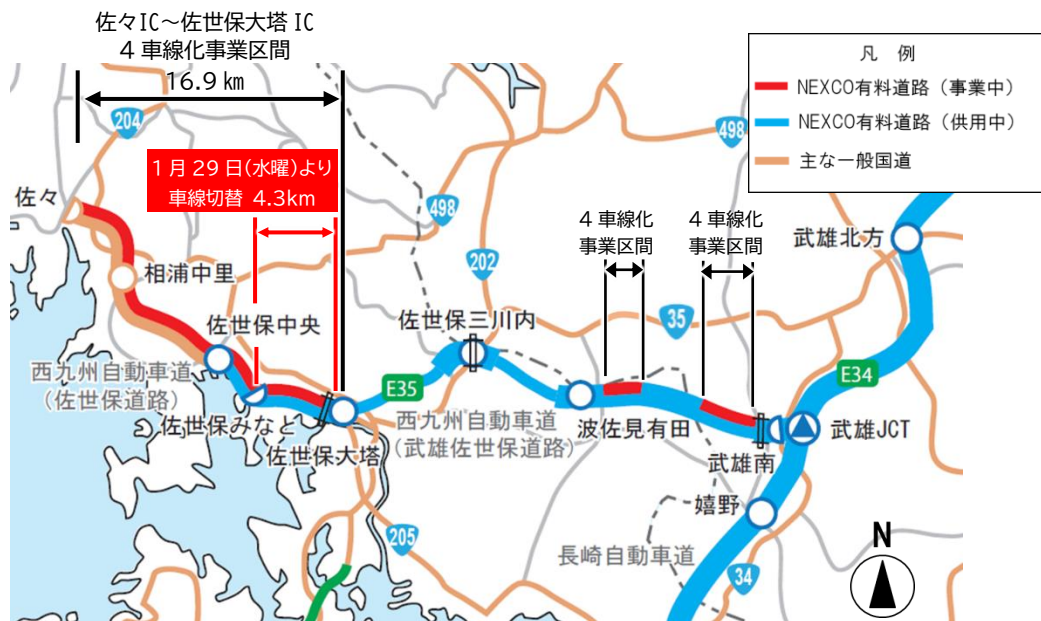 佐々IC~佐世保大塔 IC
4 車線化事業区間
16.9 ㎞
凡 例
NEXCO有料道路(事業中)
NEXCO有料道路(供用中)
主な一般国道
204
498
1月29日(水曜)より
車線切替 4.3km
佐々
498
4車線化
事業区間
4車線化
事業区間
武雄北方
相浦中里
202
佐世保中央
佐世保三川内
35
西九州自動車道
(佐世保道路)
E35
E34
佐世保みなと
西九州自動車道
(武雄佐世保道路)
波佐見有田
武雄JCT
佐世保大塔
武雄南
嬉野
205
長崎自動車道
34
N